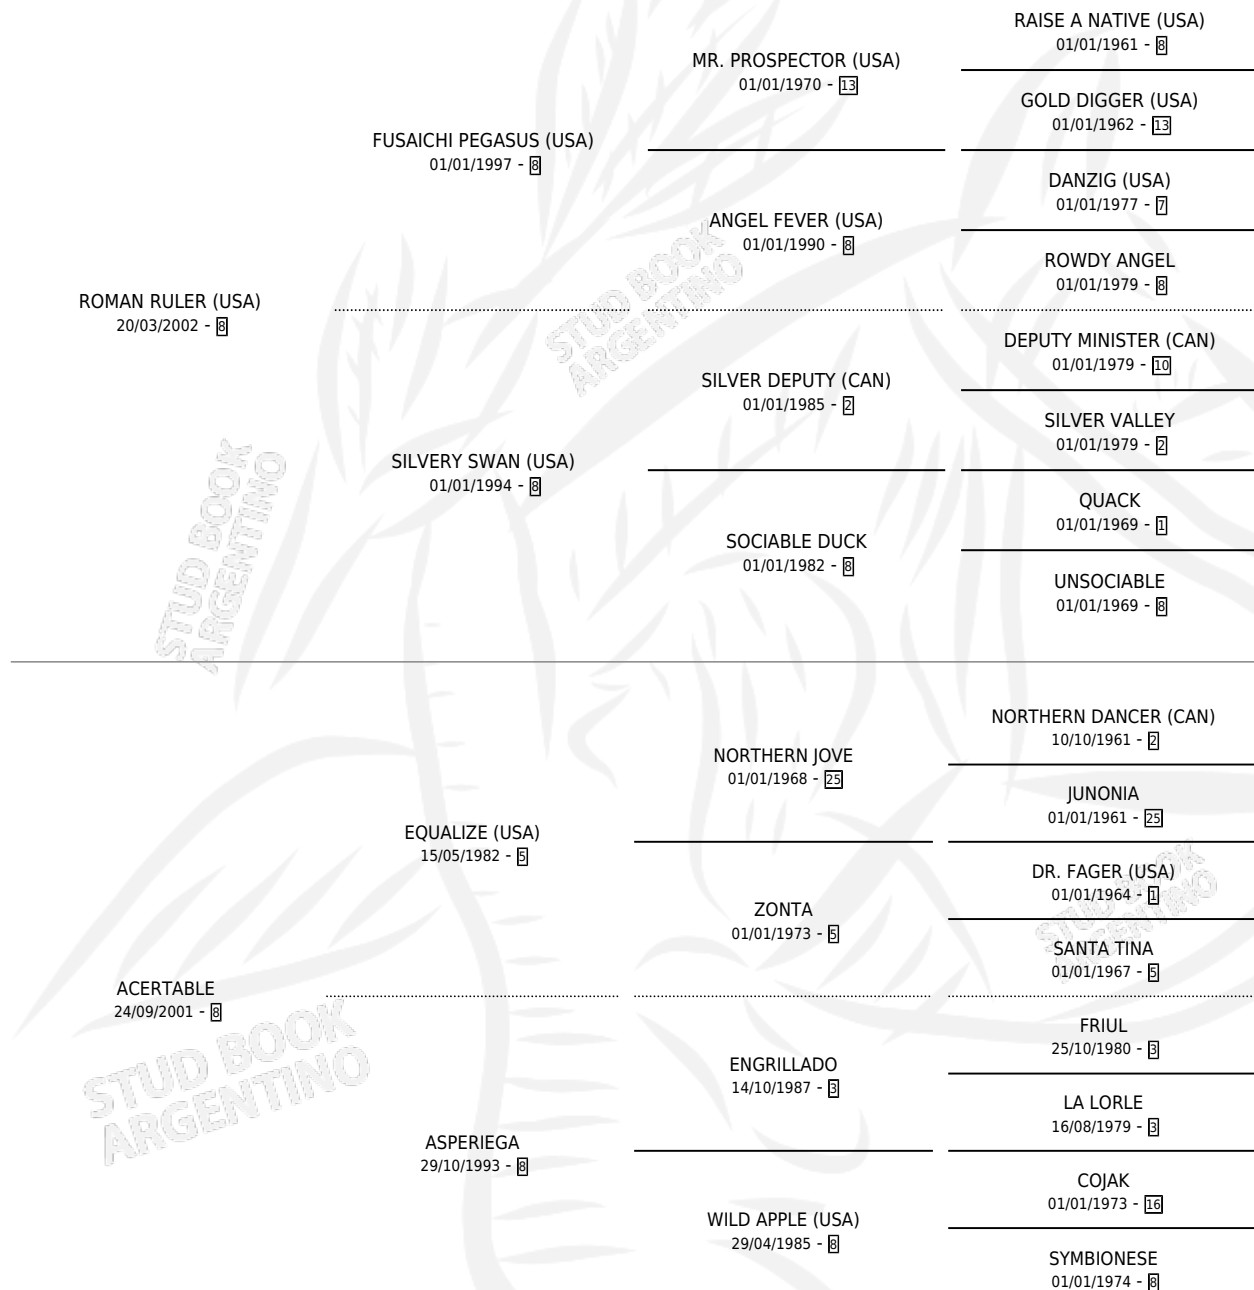 RAISE A NATIVE (USA)
01/01/1961 - 8
MR. PROSPECTOR (USA)
01/01/1970 - 13
GOLD DIGGER (USA)
01/01/1962 - 13
FUSAICHI PEGASUS (USA)
01/01/1997 - 8
DANZIG (USA)
01/01/1977 - 7
ANGEL FEVER (USA)
01/01/1990 - 8
ROWDY ANGEL
01/01/1979 - 8
ROMAN RULER (USA)
20/03/2002 - 8
DEPUTY MINISTER (CAN)
01/01/1979 - 10
SILVER DEPUTY (CAN)
01/01/1985 - 2
SILVER VALLEY
01/01/1979 - 2
SILVERY SWAN (USA)
01/01/1994 - 8
QUACK
01/01/1969 - 1
SOCIABLE DUCK
01/01/1982 - 8
UNSOCIABLE
01/01/1969 - 8
NORTHERN DANCER (CAN)
10/10/1961 - 2
NORTHERN JOVE
01/01/1968 - 25
JUNONIA
01/01/1961 - 25
EQUALIZE (USA)
15/05/1982 - 5
DR. FAGER (USA)
01/01/1964 - 1
ZONTA
01/01/1973 - 5
SANTA TINA
01/01/1967 - 5
ACERTABLE
24/09/2001 - 8
FRIUL
25/10/1980 - 3
ENGRILLADO
14/10/1987 - 3
LA LORLE
16/08/1979 - 3
ASPERIEGA
29/10/1993 - 8
COJAK
01/01/1973 - 16
WILD APPLE (USA)
29/04/1985 - 8
SYMBIONESE
01/01/1974 - 8
STUD BOOK
ARGENTINO
STUD BOOK
ARGENTINO
STUD BOOK
ARGENTINO
STUD BOOK
ARGENTINO